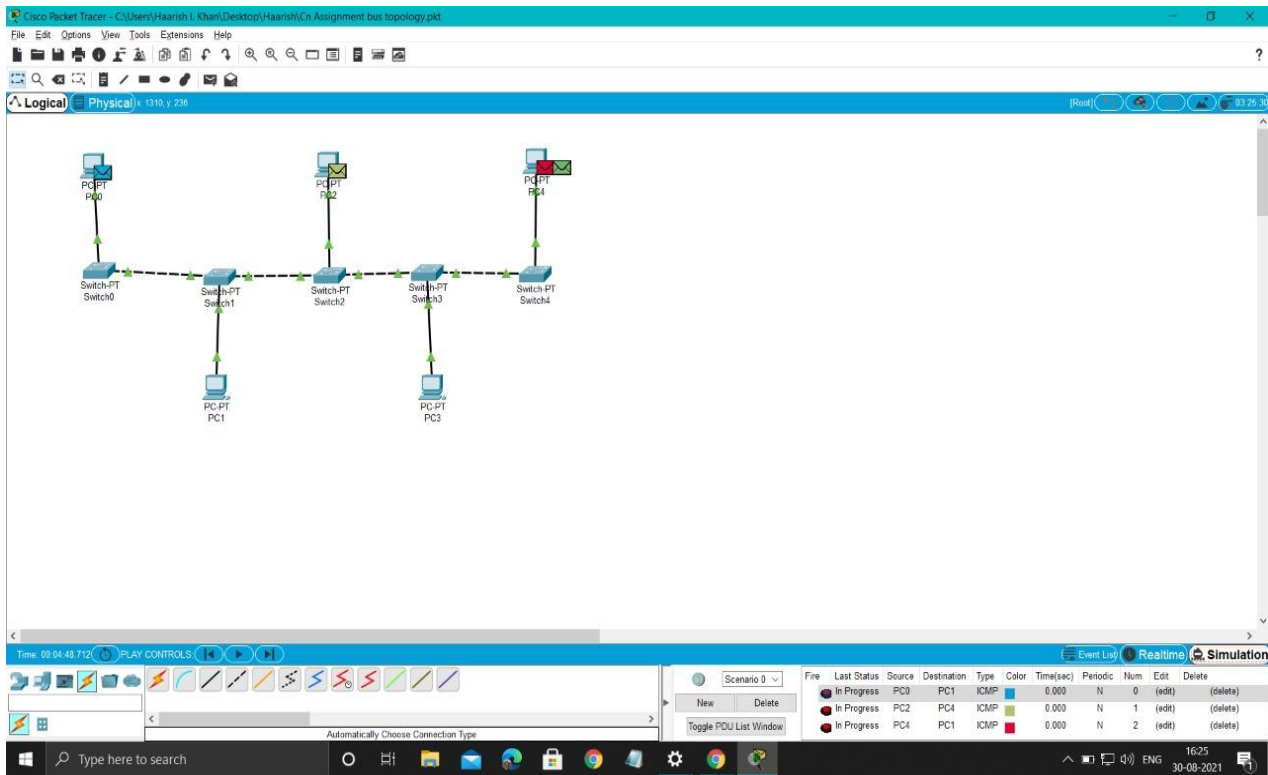 Cisco Packet Tracer - C:\Users\Haarish I. Khan\Desktop\Haarish\Cn Assignment bus topology.pkt
File Edit Options View Tools Extensions Help
?
Logical Physical x: 1310, y: 236 [Root] 03:25:30
PC-PT
PC0
PC-PT
PC2
PC-PT
PC4
Switch-PT
Switch0
Switch-PT
Switch1
Switch-PT
Switch2
Switch-PT
Switch3
Switch-PT
Switch4
PC-PT
PC1
PC-PT
PC3
Time: 00:04:48.712 PLAY CONTROLS: Event List Realtime Simulation
Scenario 0
New Delete
Toggle PDU List Window
Fire Last Status Source Destination Type Color Time(sec) Periodic Num Edit Delete
In Progress PC0 PC1 ICMP 0.000 N 0 (edit) (delete)
In Progress PC2 PC4 ICMP 0.000 N 1 (edit) (delete)
In Progress PC4 PC1 ICMP 0.000 N 2 (edit) (delete)
Automatically Choose Connection Type
Type here to search
ENG
16:25
30-08-2021
1